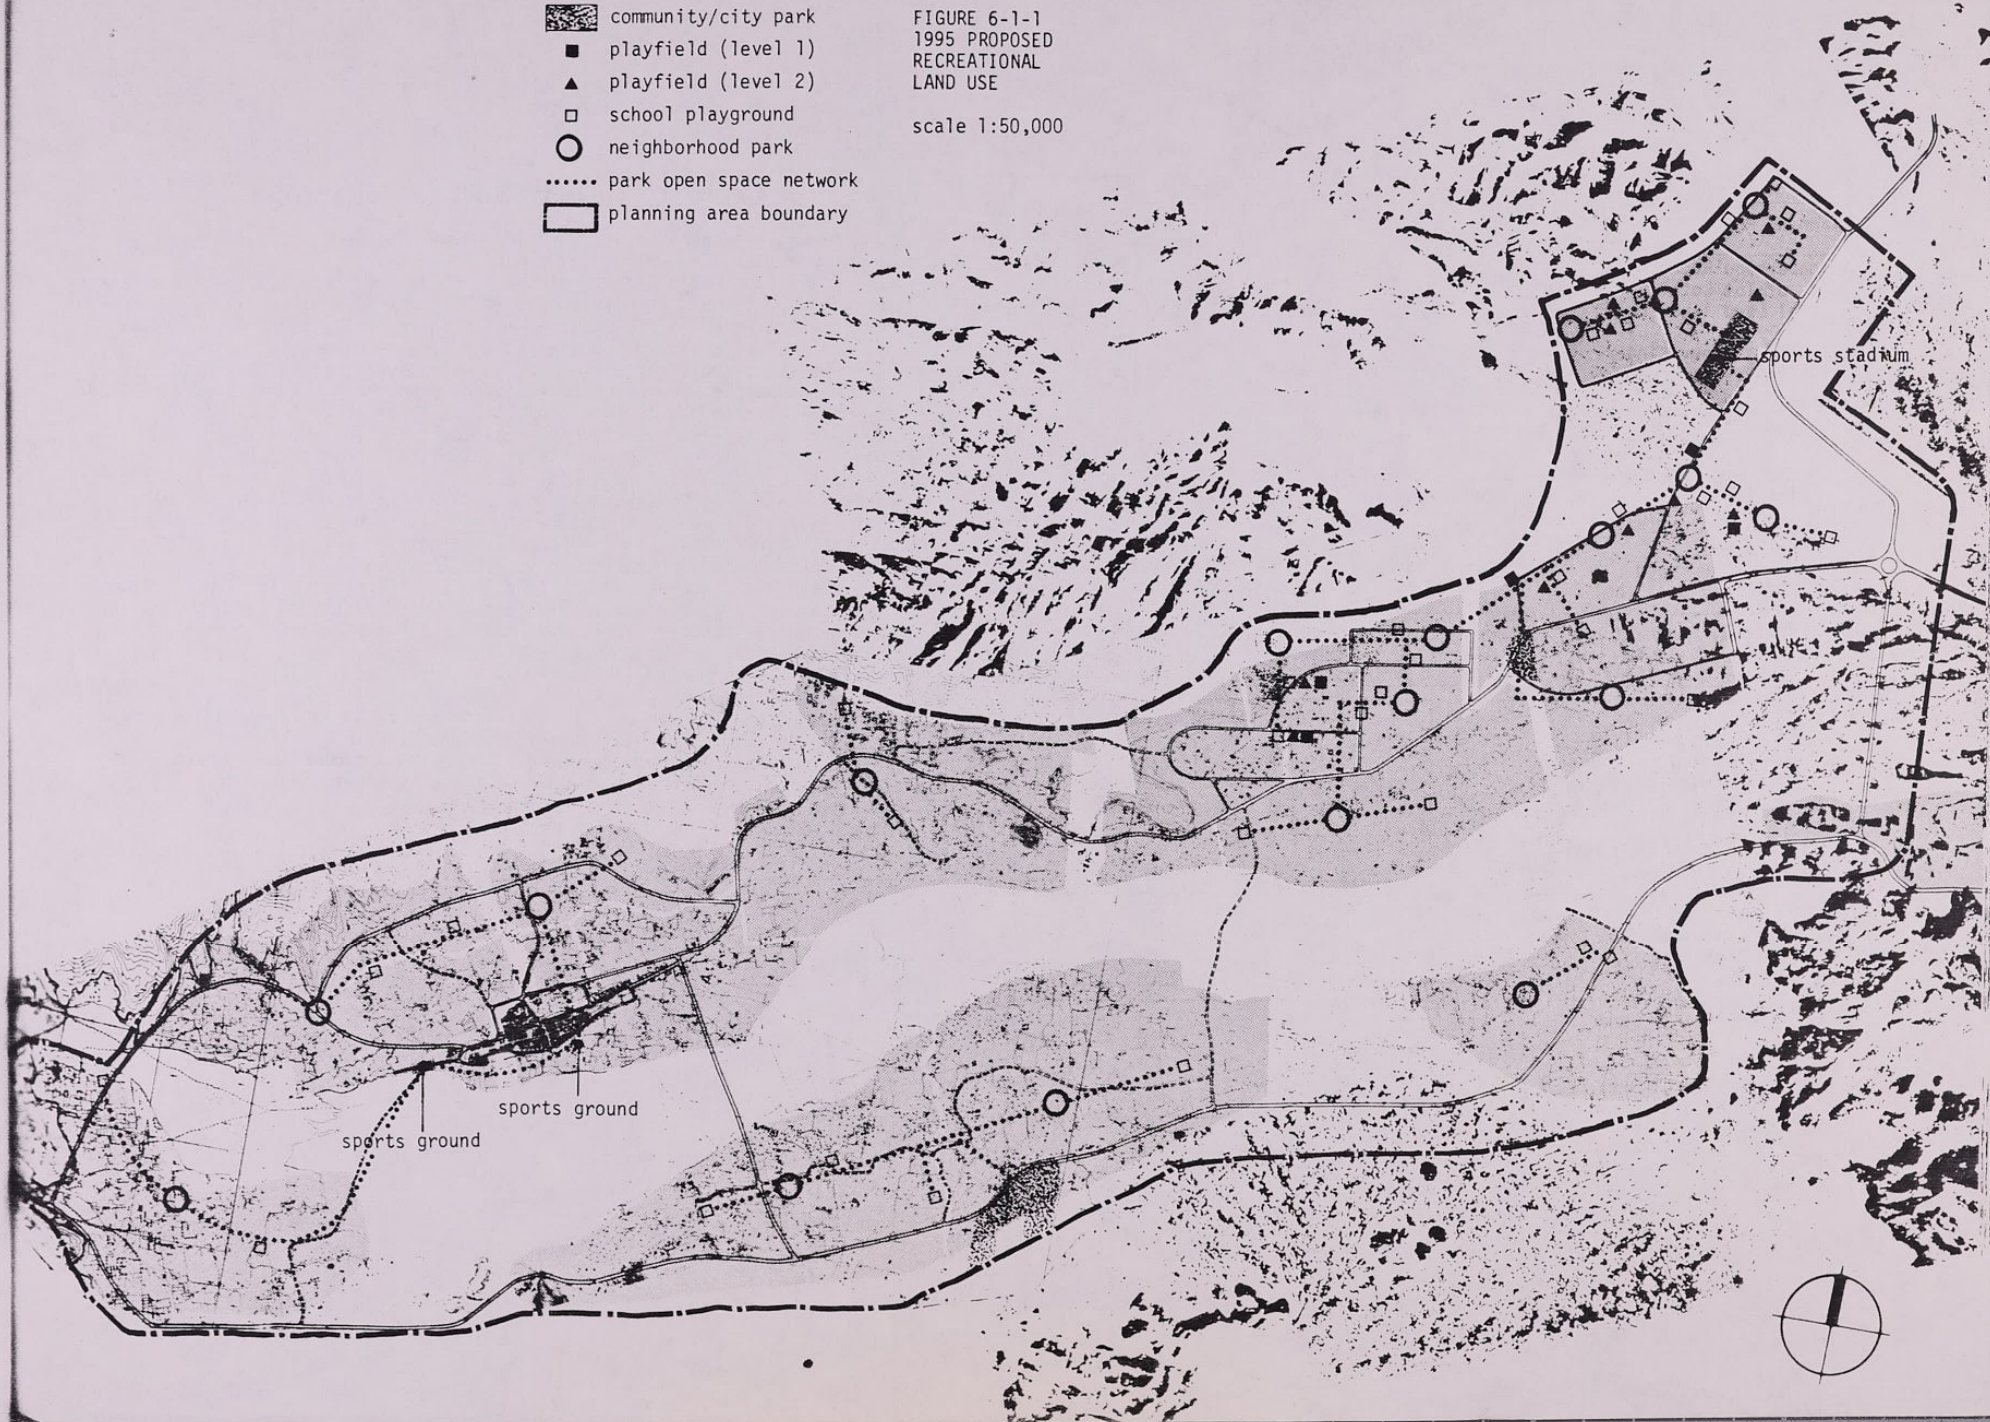 community/city park
playfield (level 1)
playfield (level 2)
school playground
neighborhood park
park open space network
planning area boundary
FIGURE 6-1-1
1995 PROPOSED
RECREATIONAL
LAND USE
scale 1:50,000
sports stadium
sports ground
sports ground